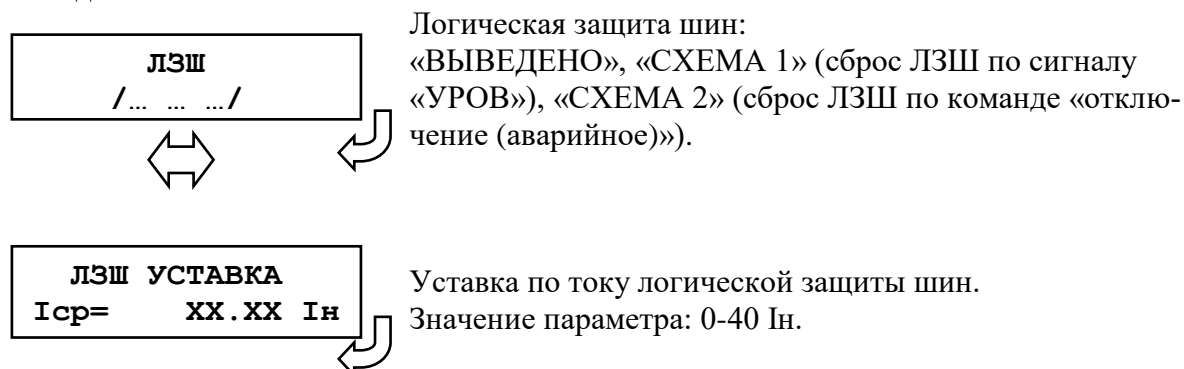 ЛЗШ
/… … …/
Логическая защита шин:
«ВЫВЕДЕНО», «СХЕМА 1» (сброс ЛЗШ по сигналу
«УРОВ»), «СХЕМА 2» (сброс ЛЗШ по команде «отклю-
чение (аварийное)»).
ЛЗШ УСТАВКА
Iср= XX.XX Iн
Уставка по току логической защиты шин.
Значение параметра: 0-40 Iн.